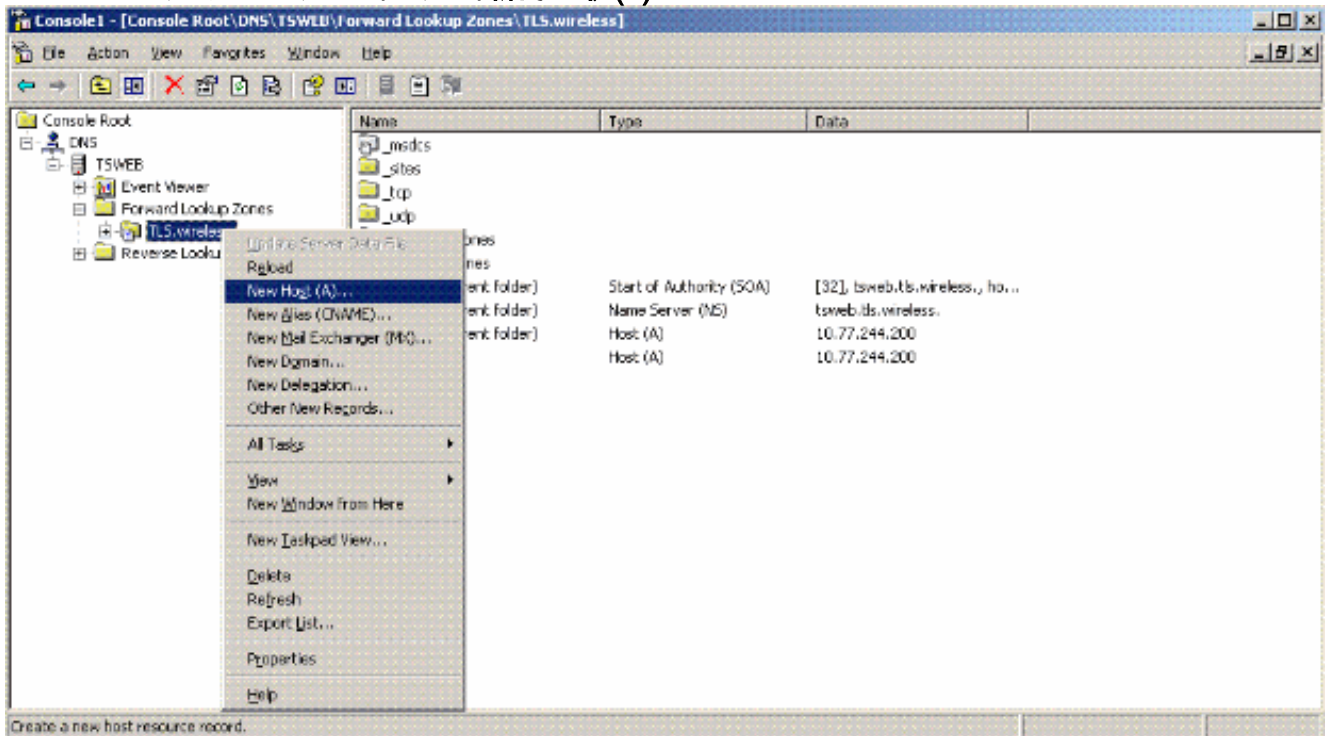 Console1 - [Console Root\DNS\TSWEB\Forward Lookup Zones\TLS.wireless]
File Action View Favorites Window Help
Console Root
DNS
TSWEB
Event Viewer
Forward Lookup Zones
TLS.wireless
Reverse Looku
Name Type Data
_msdcs
_sites
_tcp
_udp
ones
nes
ent folder) Start of Authority (SOA) [32], tsweb.tls.wireless., ho...
ent folder) Name Server (NS) tsweb.tls.wireless.
ent folder) Host (A) 10.77.244.200
Host (A) 10.77.244.200
Update Server Data File
Reload
New Host (A)...
New Alias (CNAME)...
New Mail Exchanger (MX)...
New Domain...
New Delegation...
Other New Records...
All Tasks
View
New Window from Here
New Taskpad View...
Delete
Refresh
Export List...
Properties
Help
Create a new host resource record.